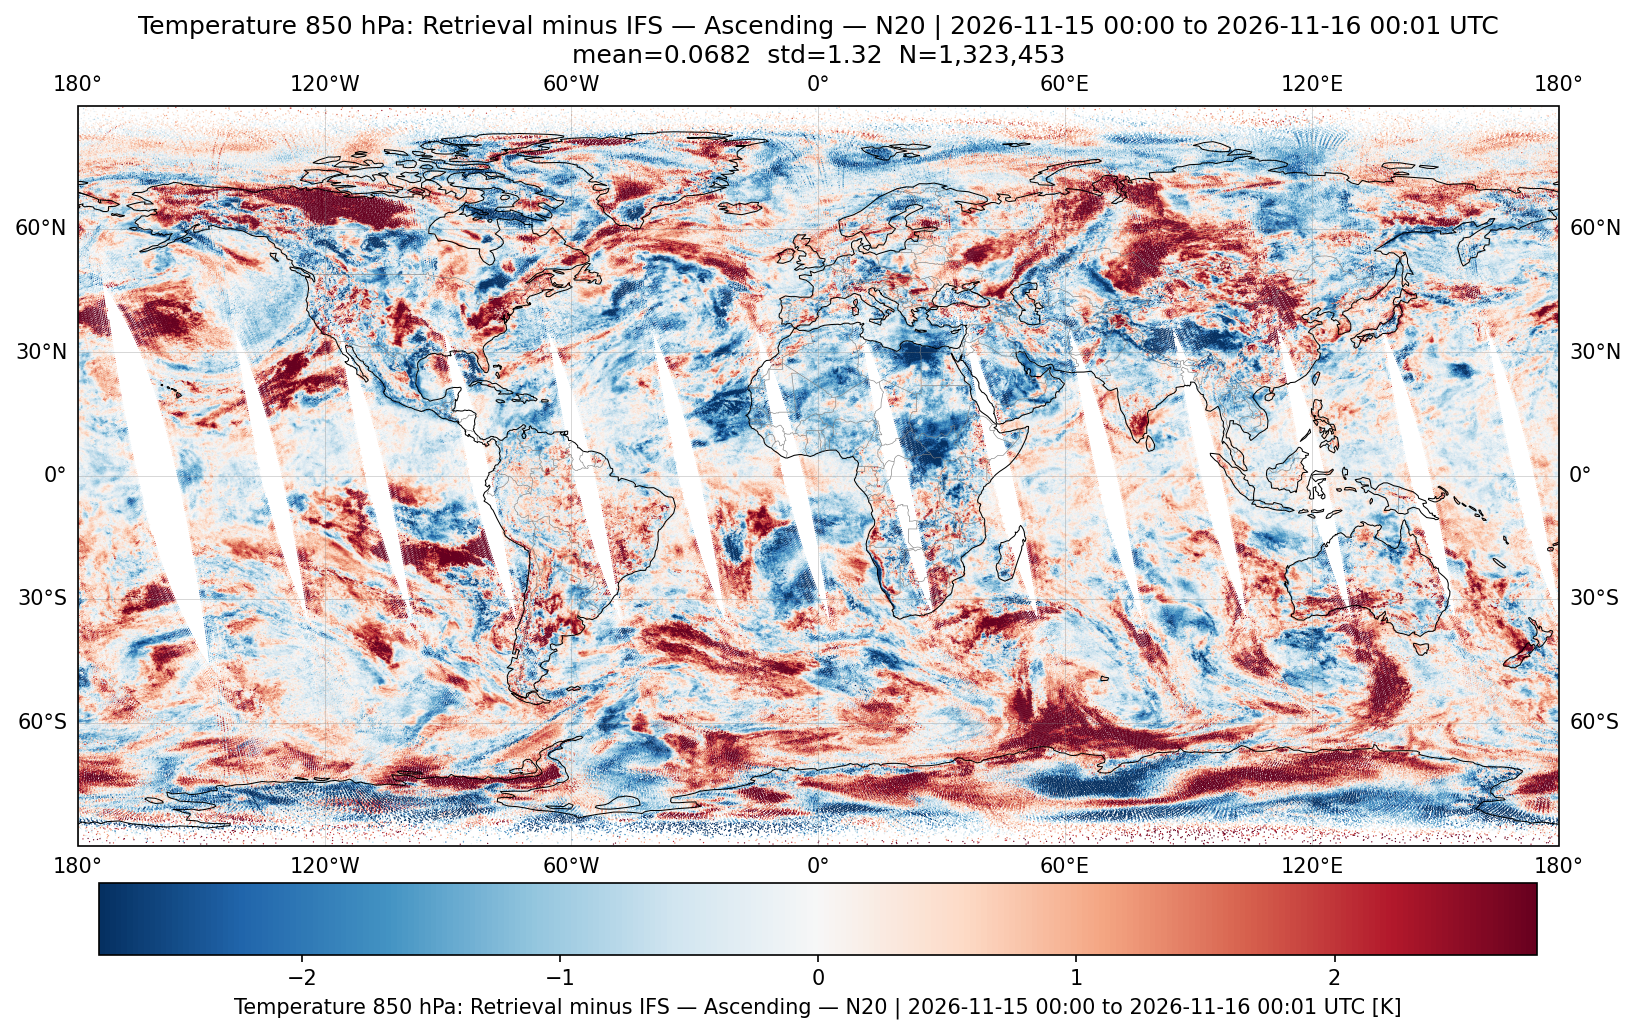 Temperature 850 hPa: Retrieval minus IFS — Ascending — N20 | 2026-11-15 00:00 to 2026-11-16 00:01 UTC
mean=0.0682  std=1.32  N=1,323,453
180° 120°W 60°W 0° 60°E 120°E 180°
60°N 60°N
30°N 30°N
0° 0°
30°S 30°S
60°S 60°S
180° 120°W 60°W 0° 60°E 120°E 180°
−2 −1 0 1 2
Temperature 850 hPa: Retrieval minus IFS — Ascending — N20 | 2026-11-15 00:00 to 2026-11-16 00:01 UTC [K]